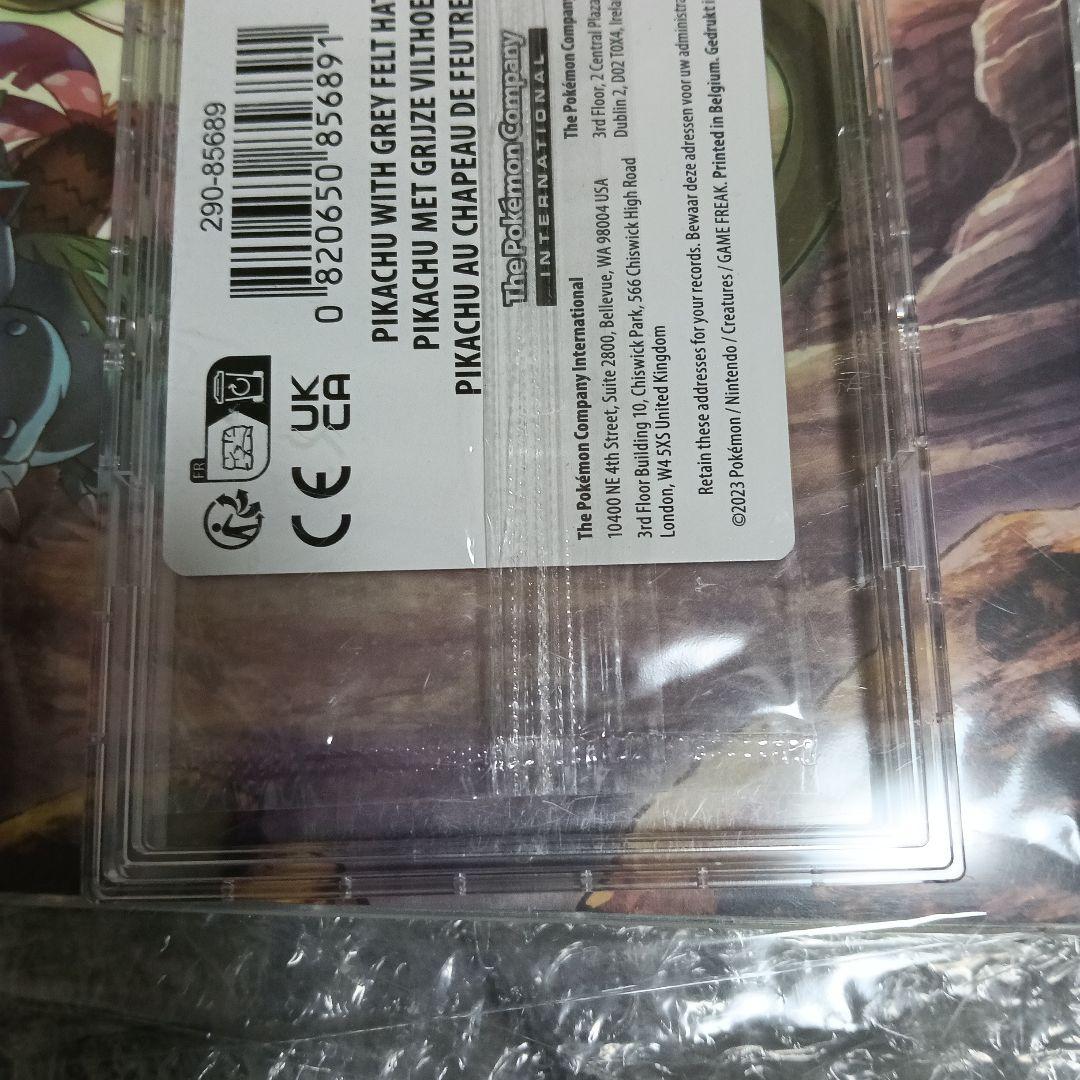 290-85689
0 820650 856891
FR
CE
UK
CA
PIKACHU WITH GREY FELT HA
PIKACHU MET GRIJZE VILTHOE
PIKACHU AU CHAPEAU DE FEUTRE
The Pokémon Company
INTERNATIONAL
The Pokémon Company International
10400 NE 4th Street, Suite 2800, Bellevue, WA 98004 USA
3rd Floor Building 10, Chiswick Park, 566 Chiswick High Road
London, W4 5XS United Kingdom
The Pokémon Company
3rd Floor, 2 Central Plaza
Dublin 2, D02 T0X4, Irela
Retain these addresses for your records. Bewaar deze adressen voor uw administra
©2023 Pokémon / Nintendo / Creatures / GAME FREAK. Printed in Belgium. Gedrukt i